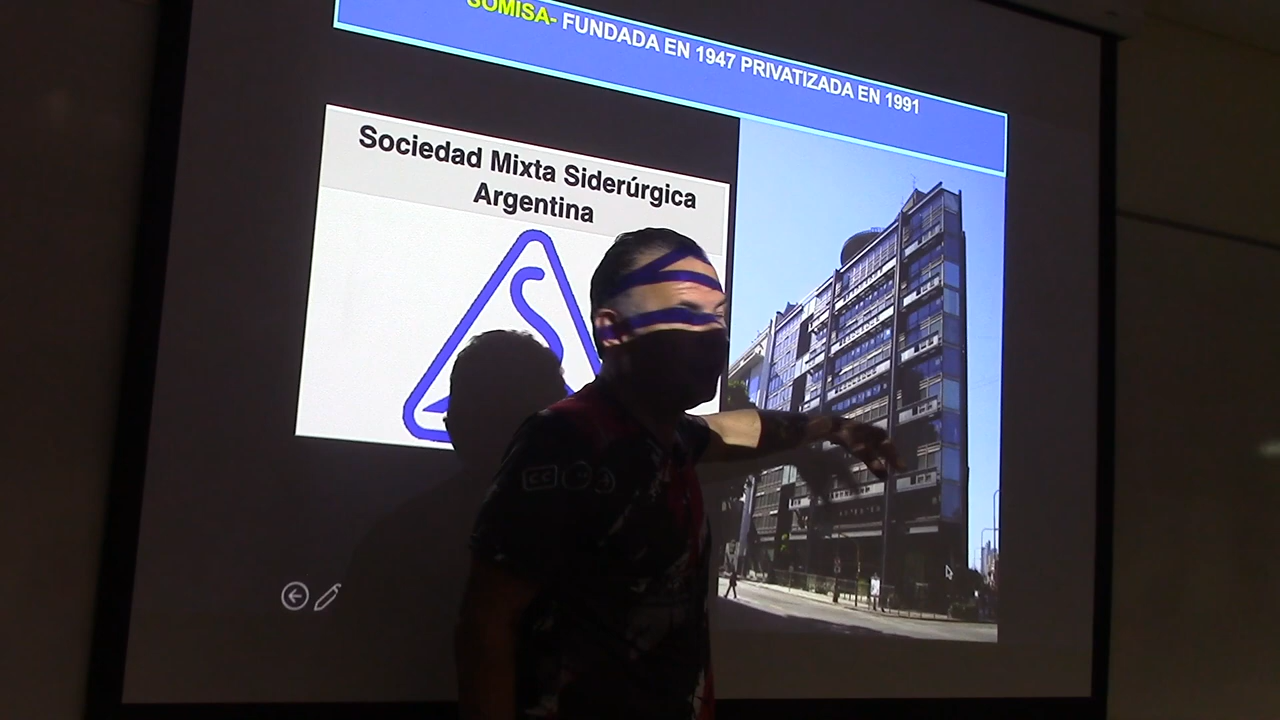 SOMISA- FUNDADA EN 1947 PRIVATIZADA EN 1991
Sociedad Mixta Siderúrgica
Argentina